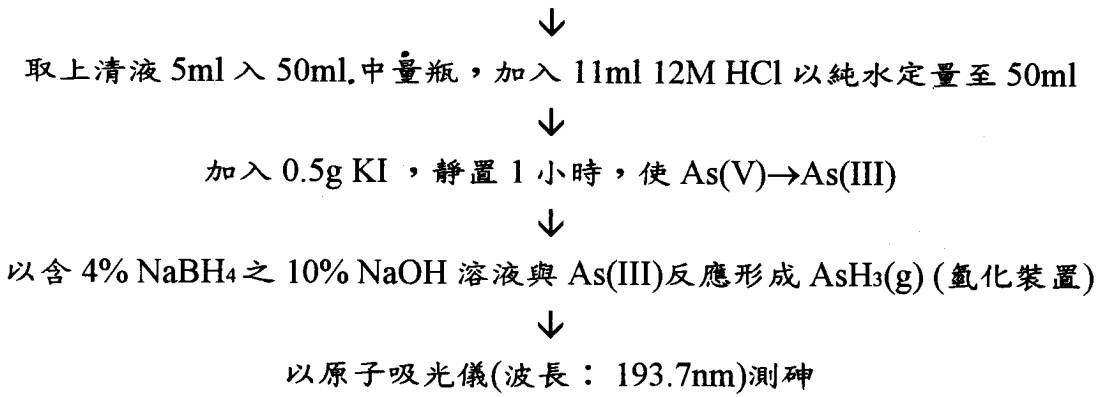 ↓
取上清液 5ml 入 50ml.中量瓶，加入 11ml 12M HCl 以純水定量至 50ml
↓
加入 0.5g KI ，靜置 1 小時，使 As(V)→As(III)
↓
以含 4% NaBH4 之 10% NaOH 溶液與 As(III)反應形成 AsH3(g) (氫化裝置)
↓
以原子吸光儀(波長： 193.7nm)測砷